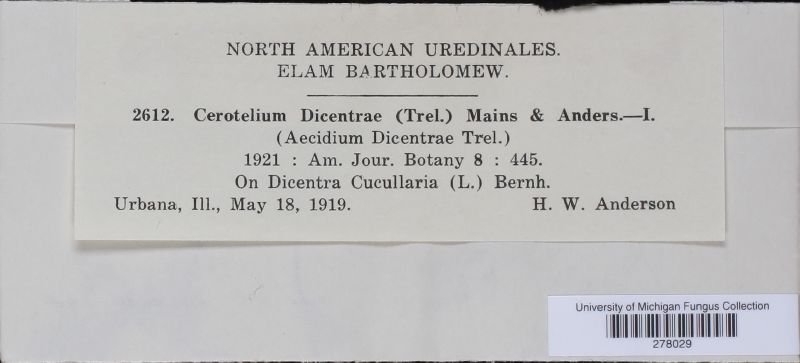 NORTH AMERICAN UREDINALES.
ELAM BARTHOLOMEW.
2612. Cerotelium Dicentrae (Trel.) Mains & Anders.—I.
(Aecidium Dicentrae Trel.)
1921 : Am. Jour. Botany 8 : 445.
On Dicentra Cucullaria (L.) Bernh.
Urbana, Ill., May 18, 1919. H. W. Anderson
University of Michigan Fungus Collection
278029